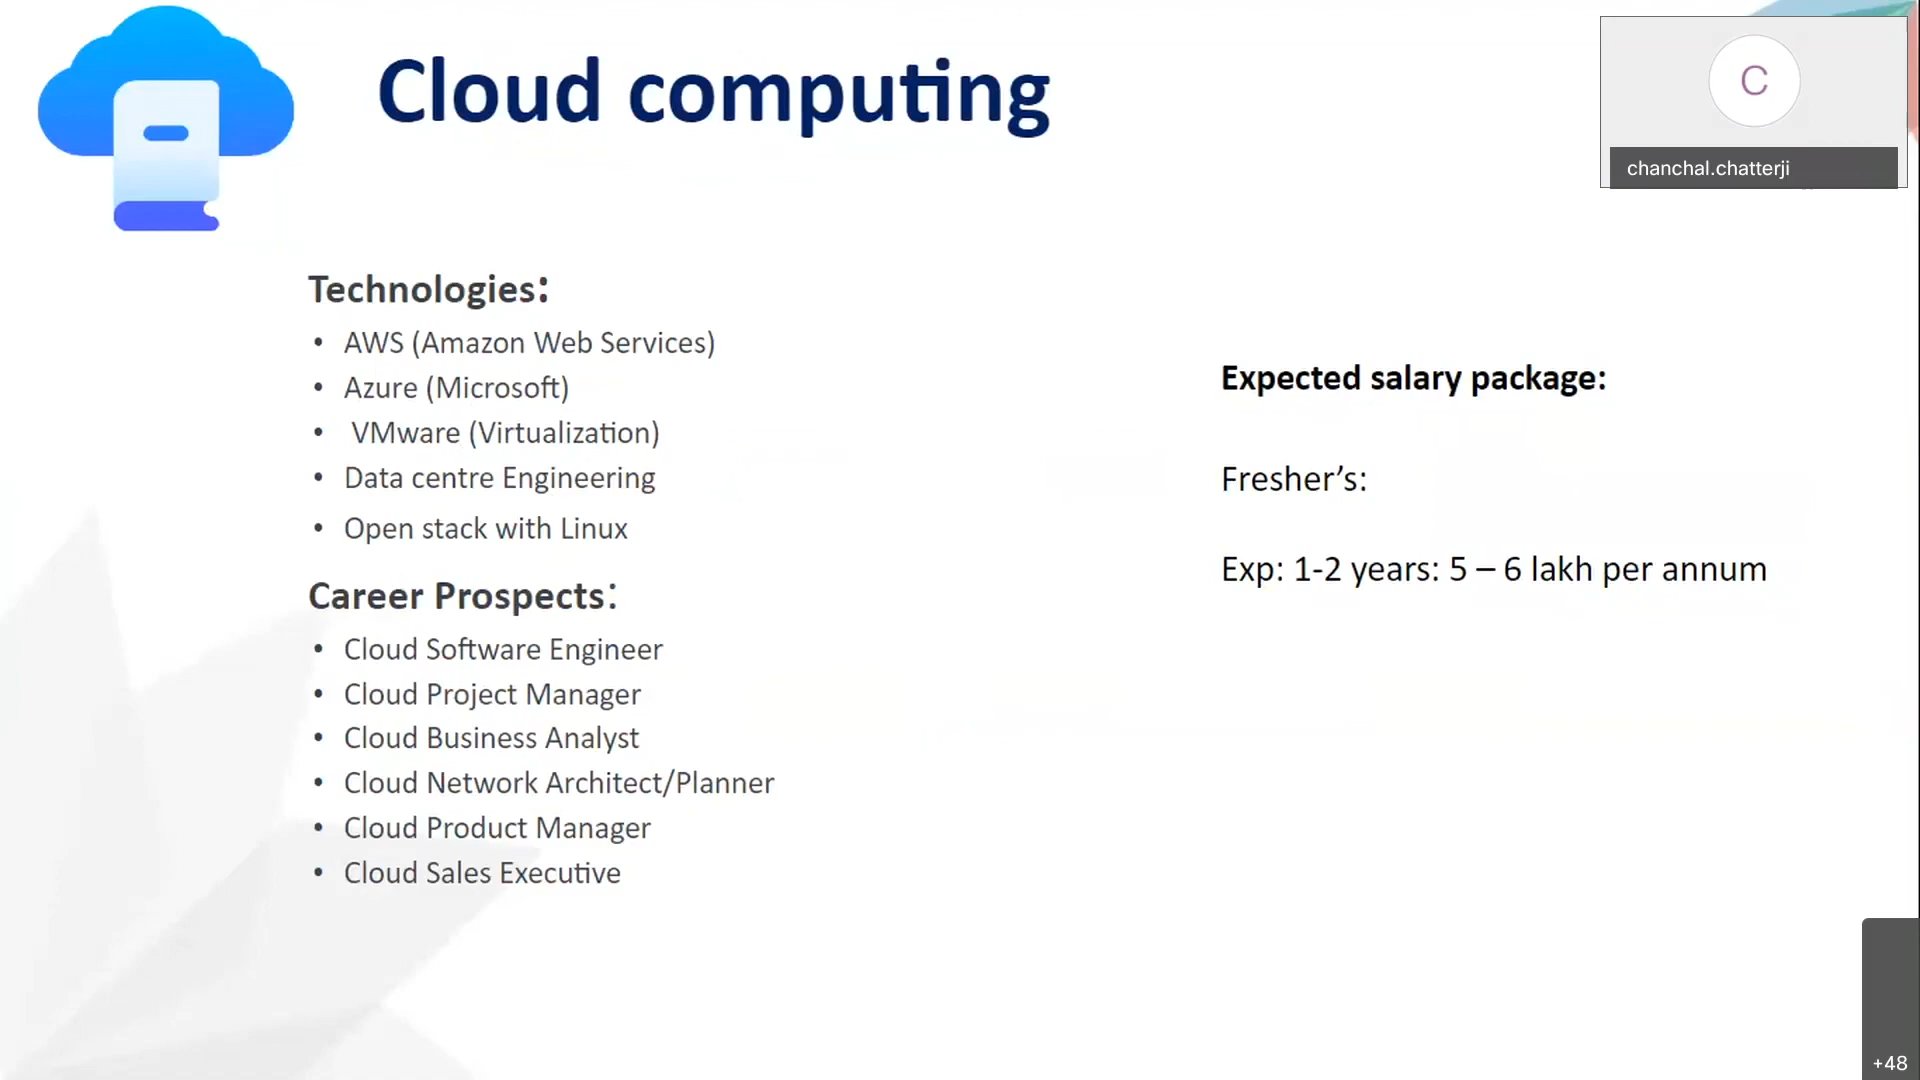 Cloud computing
C
chanchal.chatterji
Technologies:
• AWS (Amazon Web Services)
• Azure (Microsoft)
• VMware (Virtualization)
• Data centre Engineering
• Open stack with Linux
Career Prospects:
• Cloud Software Engineer
• Cloud Project Manager
• Cloud Business Analyst
• Cloud Network Architect/Planner
• Cloud Product Manager
• Cloud Sales Executive
Expected salary package:
Fresher’s:
Exp: 1-2 years: 5 – 6 lakh per annum
+48